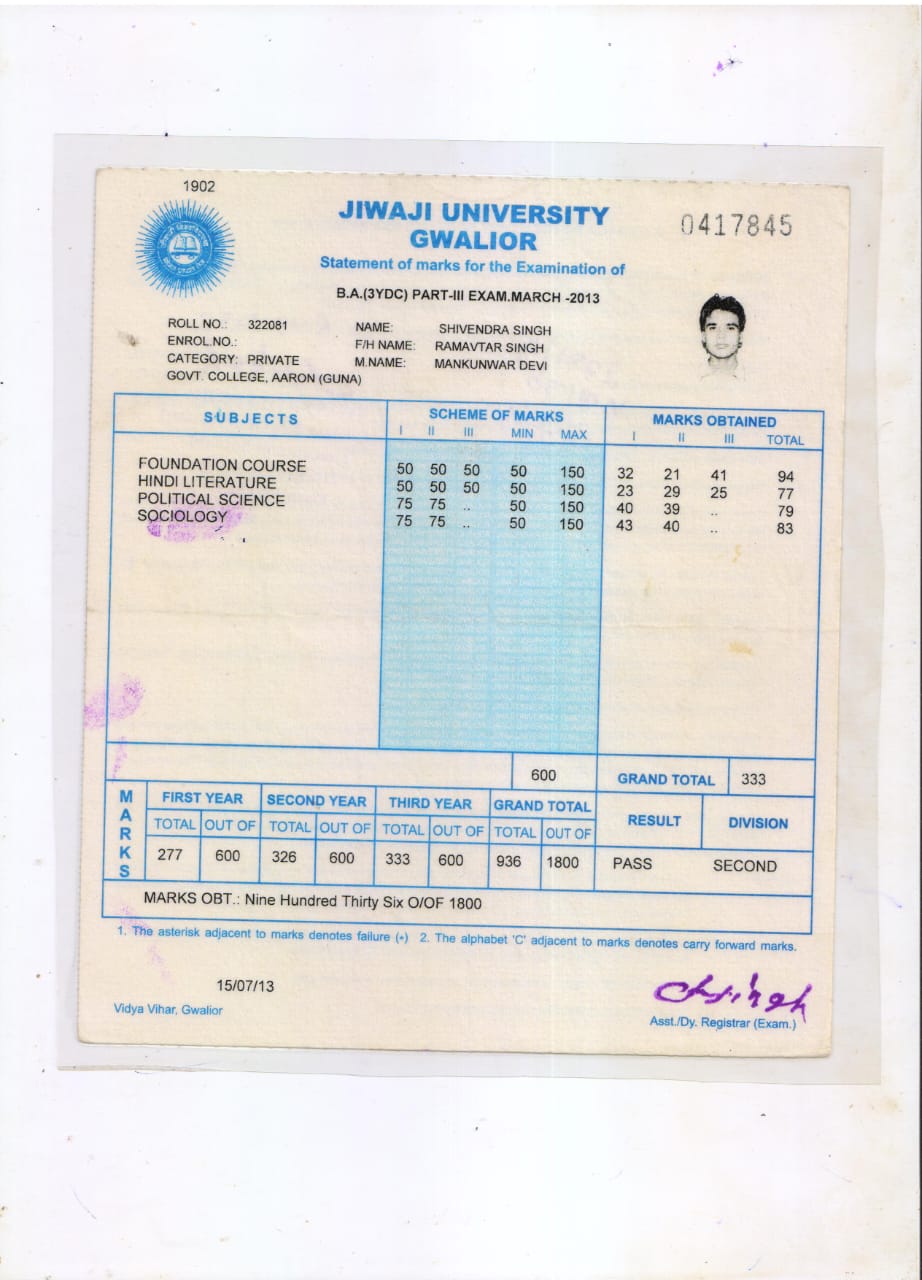 1902
JIWAJI UNIVERSITY
GWALIOR
0417845
Statement of marks for the Examination of
B.A.(3YDC) PART-III EXAM.MARCH -2013
ROLL NO.: 322081 NAME: SHIVENDRA SINGH
ENROL.NO.: F/H NAME: RAMAVTAR SINGH
CATEGORY: PRIVATE M.NAME: MANKUNWAR DEVI
GOVT. COLLEGE, AARON (GUNA)
SUBJECTS SCHEME OF MARKS MARKS OBTAINED
I II III MIN MAX I II III TOTAL
FOUNDATION COURSE 50 50 50 50 150 32 21 41 94
HINDI LITERATURE 50 50 50 50 150 23 29 25 77
POLITICAL SCIENCE 75 75 .. 50 150 40 39 .. 79
SOCIOLOGY 75 75 .. 50 150 43 40 .. 83
600 GRAND TOTAL 333
MARKS FIRST YEAR SECOND YEAR THIRD YEAR GRAND TOTAL RESULT DIVISION
TOTAL OUT OF TOTAL OUT OF TOTAL OUT OF TOTAL OUT OF
277 600 326 600 333 600 936 1800 PASS SECOND
MARKS OBT.: Nine Hundred Thirty Six O/OF 1800
1. The asterisk adjacent to marks denotes failure (*) 2. The alphabet 'C' adjacent to marks denotes carry forward marks.
15/07/13
Vidya Vihar, Gwalior
Asst./Dy. Registrar (Exam.)